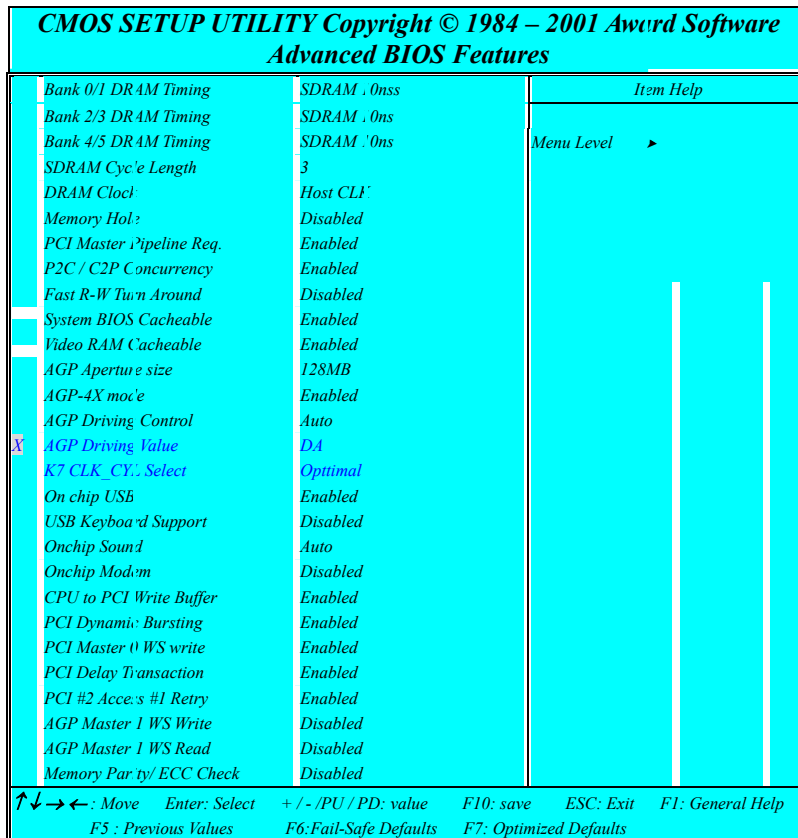 CMOS SETUP UTILITY Copyright © 1984 – 2001 Award Software
Advanced BIOS Features
Bank 0/1 DRAM Timing SDRAM 10nss Item Help
Bank 2/3 DRAM Timing SDRAM 10ns
Bank 4/5 DRAM Timing SDRAM 10ns Menu Level ➤
SDRAM Cycle Length 3
DRAM Clock Host CLK
Memory Hole Disabled
PCI Master Pipeline Req. Enabled
P2C / C2P Concurrency Enabled
Fast R-W Turn Around Disabled
System BIOS Cacheable Enabled
Video RAM Cacheable Enabled
AGP Aperture size 128MB
AGP-4X mode Enabled
AGP Driving Control Auto
X AGP Driving Value DA
K7 CLK_CTL Select Opttimal
On chip USB Enabled
USB Keyboard Support Disabled
Onchip Sound Auto
Onchip Modem Disabled
CPU to PCI Write Buffer Enabled
PCI Dynamic Bursting Enabled
PCI Master 0 WS write Enabled
PCI Delay Transaction Enabled
PCI #2 Access #1 Retry Enabled
AGP Master 1 WS Write Disabled
AGP Master 1 WS Read Disabled
Memory Parity/ ECC Check Disabled
↑↓→← : Move Enter: Select + / - /PU / PD: value F10: save ESC: Exit F1: General Help
F5 : Previous Values F6:Fail-Safe Defaults F7: Optimized Defaults